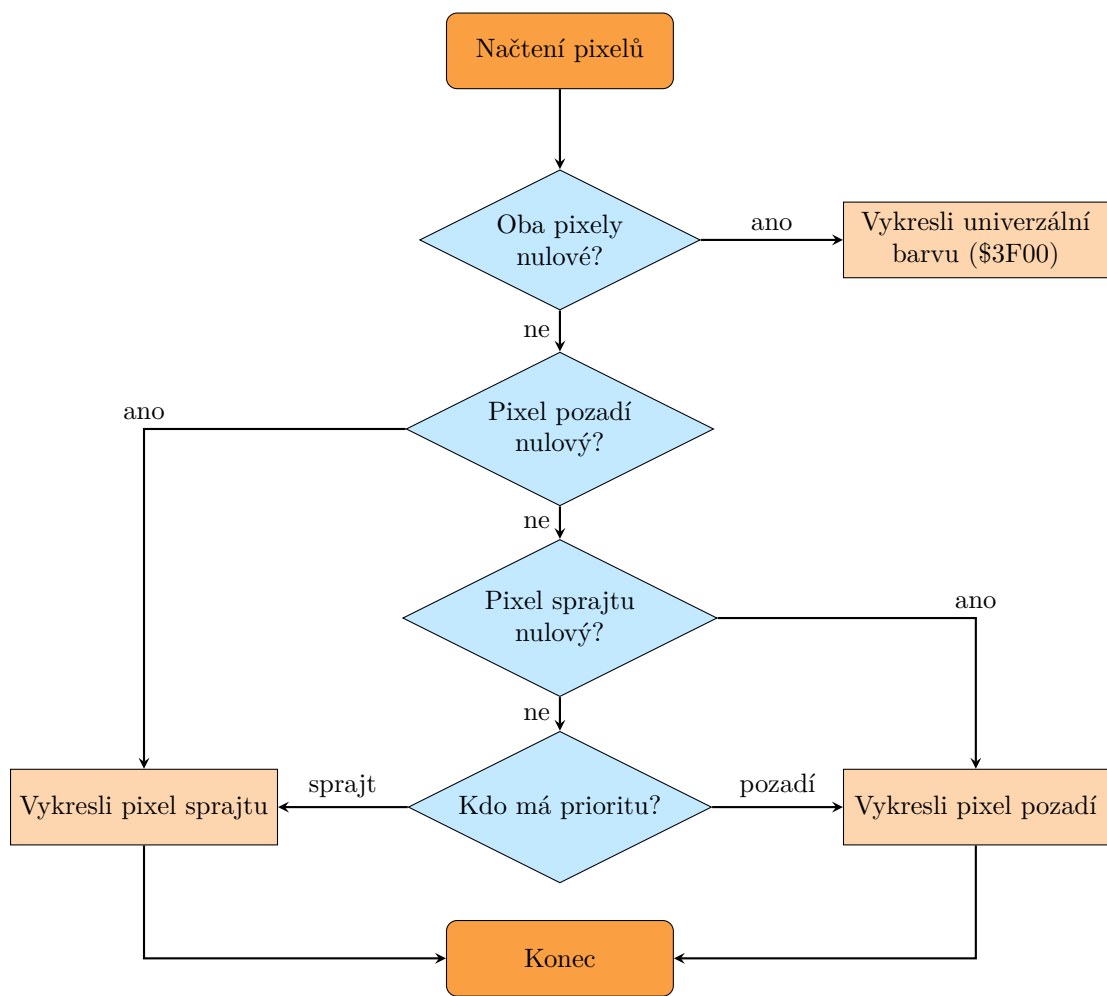 Načtení pixelů
Oba pixely
nulové?
ano
Vykresli univerzální
barvu ($3F00)
ne
ano
Pixel pozadí
nulový?
ne
Pixel sprajtu
nulový?
ano
ne
Vykresli pixel sprajtu
sprajt
Kdo má prioritu?
pozadí
Vykresli pixel pozadí
Konec